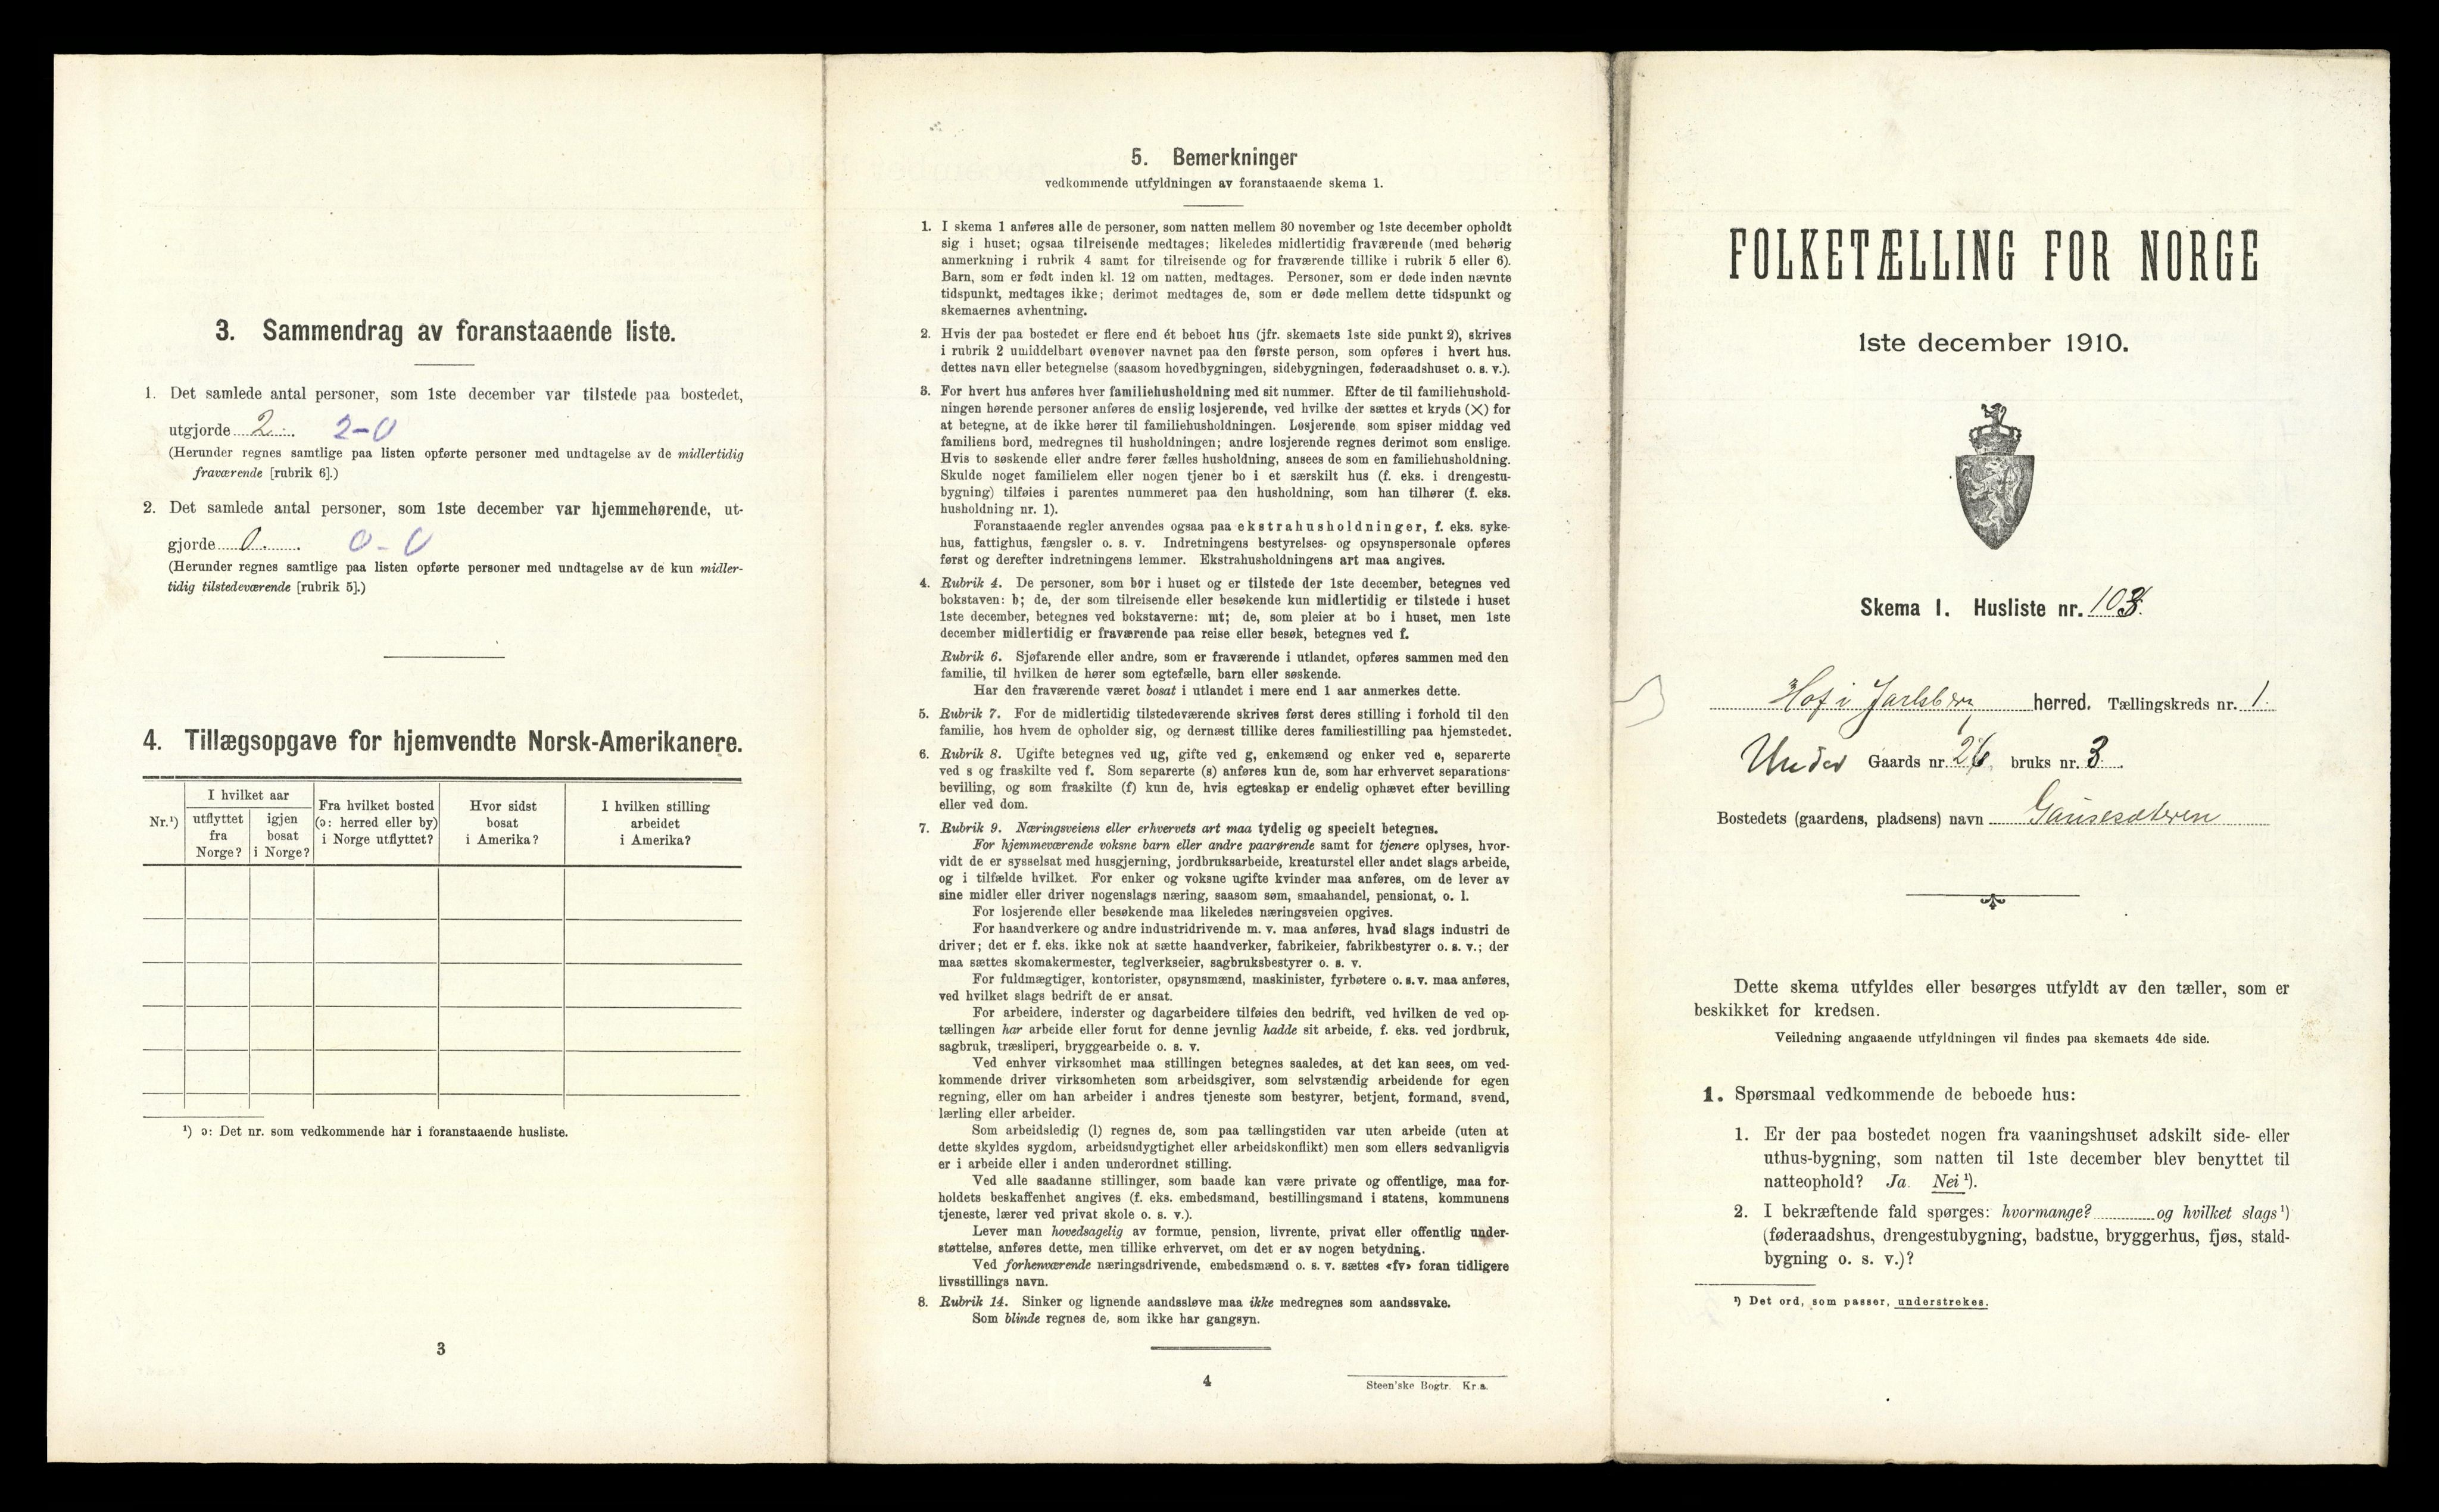 3. Sammendrag av foranstaaende liste.
1. Det samlede antal personer, som 1ste december var tilstede paa bostedet,
utgjorde 2. 2-0
(Herunder regnes samtlige paa listen opførte personer med undtagelse av de midlertidig
fraværende [rubrik 6].)
2. Det samlede antal personer, som 1ste december var hjemmehørende, ut-
gjorde 0. 0-0
(Herunder regnes samtlige paa listen opførte personer med undtagelse av de kun midler-
tidig tilstedeværende [rubrik 5].)
4. Tillægsopgave for hjemvendte Norsk-Amerikanere.
Nr.¹)
I hvilket aar
utflyttet
fra
Norge?
igjen
bosat
i Norge?
Fra hvilket bosted
(ɔ: herred eller by)
i Norge utflyttet?
Hvor sidst
bosat
i Amerika?
I hvilken stilling
arbeidet
i Amerika?
¹) ɔ: Det nr. som vedkommende har i foranstaaende husliste.
3
5. Bemerkninger
vedkommende utfyldningen av foranstaaende skema 1.
1. I skema 1 anføres alle de personer, som natten mellem 30 november og 1ste december opholdt
sig i huset; ogsaa tilreisende medtages; likeledes midlertidig fraværende (med behørig
anmerkning i rubrik 4 samt for tilreisende og for fraværende tillike i rubrik 5 eller 6).
Barn, som er født inden kl. 12 om natten, medtages. Personer, som er døde inden nævnte
tidspunkt, medtages ikke; derimot medtages de, som er døde mellem dette tidspunkt og
skemaernes avhentning.
2. Hvis der paa bostedet er flere end ét beboet hus (jfr. skemaets 1ste side punkt 2), skrives
i rubrik 2 umiddelbart ovenover navnet paa den første person, som opføres i hvert hus.
dettes navn eller betegnelse (saasom hovedbygningen, sidebygningen, føderaadshuset o. s. v.).
3. For hvert hus anføres hver familiehusholdning med sit nummer. Efter de til familiehushold-
ningen hørende personer anføres de enslig losjerende, ved hvilke der sættes et kryds (×) for
at betegne, at de ikke hører til familiehusholdningen. Losjerende som spiser middag ved
familiens bord, medregnes til husholdningen; andre losjerende regnes derimot som enslige.
Hvis to søskende eller andre fører fælles husholdning, ansees de som en familiehusholdning.
Skulde noget familielem eller nogen tjener bo i et særskilt hus (f. eks. i drengestu-
bygning) tilføies i parentes nummeret paa den husholdning, som han tilhører (f. eks.
husholdning nr. 1).
Foranstaaende regler anvendes ogsaa paa ekstrahusholdninger, f. eks. syke-
hus, fattighus, fængsler o. s. v. Indretningens bestyrelses- og opsynspersonale opføres
først og derefter indretningens lemmer. Ekstrahusholdningens art maa angives.
4. Rubrik 4. De personer, som bor i huset og er tilstede der 1ste december, betegnes ved
bokstaven: b; de, der som tilreisende eller besøkende kun midlertidig er tilstede i huset
1ste december, betegnes ved bokstaverne: mt; de, som pleier at bo i huset, men 1ste
december midlertidig er fraværende paa reise eller besøk, betegnes ved f.
Rubrik 6. Sjøfarende eller andre, som er fraværende i utlandet, opføres sammen med den
familie, til hvilken de hører som egtefælle, barn eller søskende.
Har den fraværende været bosat i utlandet i mere end 1 aar anmerkes dette.
5. Rubrik 7. For de midlertidig tilstedeværende skrives først deres stilling i forhold til den
familie, hos hvem de opholder sig, og dernæst tillike deres familiestilling paa hjemstedet.
6. Rubrik 8. Ugifte betegnes ved ug, gifte ved g, enkemænd og enker ved e, separerte
ved s og fraskilte ved f. Som separerte (s) anføres kun de, som har erhvervet separations-
bevilling, og som fraskilte (f) kun de, hvis egteskap er endelig ophævet efter bevilling
eller ved dom.
7. Rubrik 9. Næringsveiens eller erhvervets art maa tydelig og specielt betegnes.
For hjemmeværende voksne barn eller andre paarørende samt for tjenere oplyses, hvor-
vidt de er sysselsat med husgjerning, jordbruksarbeide, kreaturstel eller andet slags arbeide,
og i tilfælde hvilket. For enker og voksne ugifte kvinder maa anføres, om de lever av
sine midler eller driver nogenslags næring, saasom søm, smaahandel, pensionat, o. l.
For losjerende eller besøkende maa likeledes næringsveien opgives.
For haandverkere og andre industridrivende m. v. maa anføres, hvad slags industri de
driver; det er f. eks. ikke nok at sætte haandverker, fabrikeier, fabrikbestyrer o. s. v.; der
maa sættes skomakermester, teglverkseier, sagbruksbestyrer o. s. v.
For fuldmægtiger, kontorister, opsynsmænd, maskinister, fyrbøtere o. s. v. maa anføres,
ved hvilket slags bedrift de er ansat.
For arbeidere, inderster og dagarbeidere tilføies den bedrift, ved hvilken de ved op-
tællingen har arbeide eller forut for denne jevnlig hadde sit arbeide, f. eks. ved jordbruk,
sagbruk, træsliperi, bryggearbeide o. s. v.
Ved enhver virksomhet maa stillingen betegnes saaledes, at det kan sees, om ved-
kommende driver virksomheten som arbeidsgiver, som selvstændig arbeidende for egen
regning, eller om han arbeider i andres tjeneste som bestyrer, betjent, formand, svend,
lærling eller arbeider.
Som arbeidsledig (l) regnes de, som paa tællingstiden var uten arbeide (uten at
dette skyldes sygdom, arbeidsudygtighet eller arbeidskonflikt) men som ellers sedvanligvis
er i arbeide eller i anden underordnet stilling.
Ved alle saadanne stillinger, som baade kan være private og offentlige, maa for-
holdets beskaffenhet angives (f. eks. embedsmand, bestillingsmand i statens, kommunens
tjeneste, lærer ved privat skole o. s. v.).
Lever man hovedsagelig av formue, pension, livrente, privat eller offentlig under-
støttelse, anføres dette, men tillike erhvervet, om det er av nogen betydning.
Ved forhenværende næringsdrivende, embedsmænd o. s. v. sættes «fv» foran tidligere
livsstillings navn.
8. Rubrik 14. Sinker og lignende aandssløve maa ikke medregnes som aandssvake.
Som blinde regnes de, som ikke har gangsyn.
4
Steen'ske Bogtr. Kr.a.
FOLKETÆLLING FOR NORGE
1ste december 1910.
Skema I. Husliste nr. 103.
Hof i Jarlsberg herred. Tællingskreds nr. 1.
Under Gaards nr. 26, bruks nr. 3.
Bostedets (gaardens, pladsens) navn Gausesæteren
Dette skema utfyldes eller besørges utfyldt av den tæller, som er
beskikket for kredsen.
Veiledning angaaende utfyldningen vil findes paa skemaets 4de side.
1. Spørsmaal vedkommende de beboede hus:
1. Er der paa bostedet nogen fra vaaningshuset adskilt side- eller
uthus-bygning, som natten til 1ste december blev benyttet til
natteophold? Ja. Nei ¹).
2. I bekræftende fald spørges: hvormange? og hvilket slags ¹)
(føderaadshus, drengestubygning, badstue, bryggerhus, fjøs, stald-
bygning o. s. v.)?
¹) Det ord, som passer, understrekes.